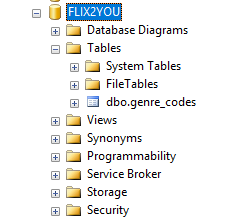 FLIX2YOU
Database Diagrams
Tables
System Tables
FileTables
dbo.genre_codes
Views
Synonyms
Programmability
Service Broker
Storage
Security